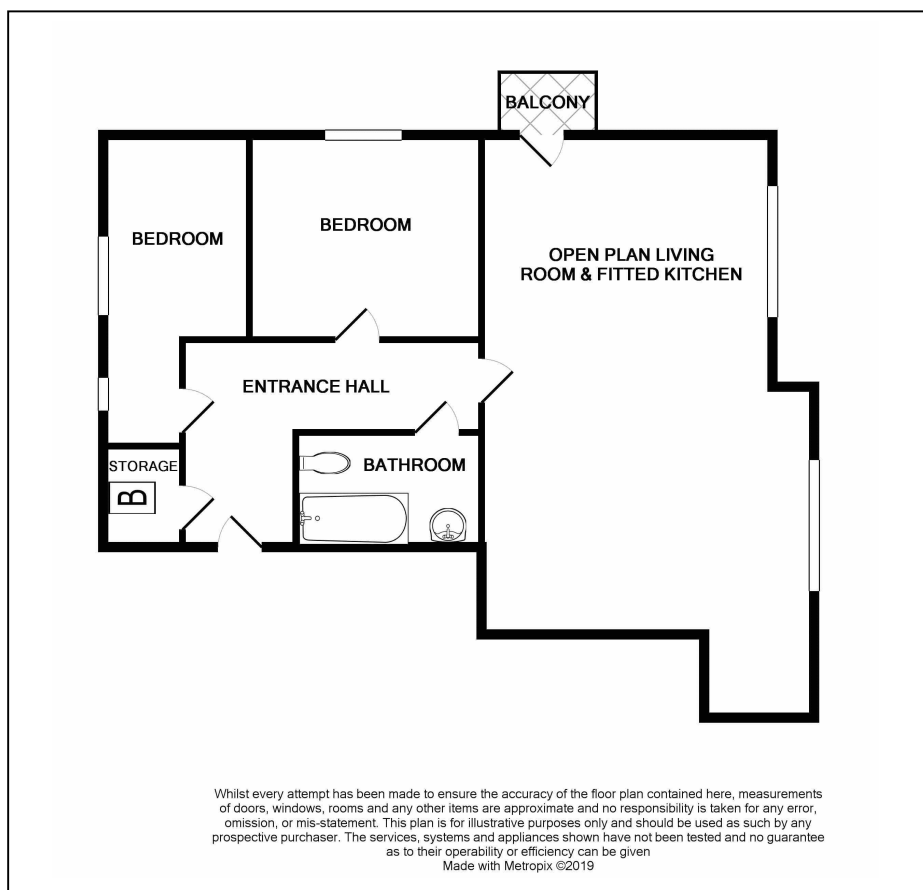 BALCONY
BEDROOM
BEDROOM
OPEN PLAN LIVING
ROOM & FITTED KITCHEN
ENTRANCE HALL
STORAGE
B
BATHROOM
Whilst every attempt has been made to ensure the accuracy of the floor plan contained here, measurements
of doors, windows, rooms and any other items are approximate and no responsibility is taken for any error,
omission, or mis-statement. This plan is for illustrative purposes only and should be used as such by any
prospective purchaser. The services, systems and appliances shown have not been tested and no guarantee
as to their operability or efficiency can be given
Made with Metropix ©2019